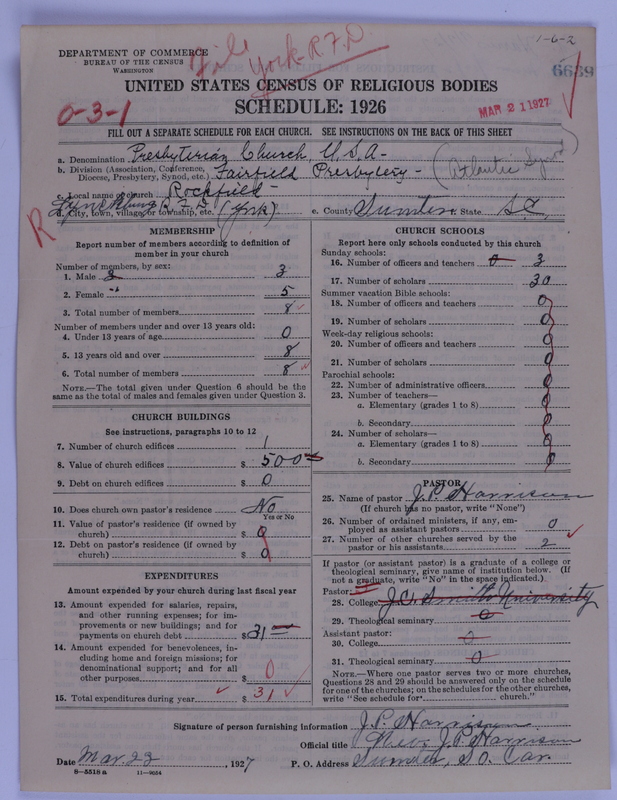 1-6-2
DEPARTMENT OF COMMERCE
BUREAU OF THE CENSUS
WASHINGTON
File
York R.F.D.
6639
UNITED STATES CENSUS OF RELIGIOUS BODIES
SCHEDULE: 1926
0-3-1
MAR 21 1927
FILL OUT A SEPARATE SCHEDULE FOR EACH CHURCH. SEE INSTRUCTIONS ON THE BACK OF THIS SHEET
a. Denomination Presbyterian Church, U.S.A-
b. Division (Association, Conference, Diocese, Presbytery, Synod, etc.) Fairfield Presbytery - (Atlantic Synod)
c. Local name of church Rockfield-
d. City, town, village, or township, etc. Lynchburg R.F.D. (York) e. County Sumter f. State S.C.
R
MEMBERSHIP
Report number of members according to definition of
member in your church
Number of members, by sex:
1. Male 3
2. Female 5
3. Total number of members 8
Number of members under and over 13 years old:
4. Under 13 years of age 0
5. 13 years old and over 8
6. Total number of members 8
NOTE.—The total given under Question 6 should be the
same as the total of males and females given under Question 3.
CHURCH BUILDINGS
See instructions, paragraphs 10 to 12
7. Number of church edifices 1
8. Value of church edifices $ 500
9. Debt on church edifices $ 0
10. Does church own pastor's residence No
Yes or No
11. Value of pastor's residence (if owned by
church) $ 0
12. Debt on pastor's residence (if owned by
church) $ 0
EXPENDITURES
Amount expended by your church during last fiscal year
13. Amount expended for salaries, repairs,
and other running expenses; for im-
provements or new buildings; and for
payments on church debt $ 31
14. Amount expended for benevolences, in-
cluding home and foreign missions; for
denominational support; and for all
other purposes $ 0
15. Total expenditures during year $ 31
CHURCH SCHOOLS
Report here only schools conducted by this church
Sunday schools:
16. Number of officers and teachers 0 3
17. Number of scholars 30
Summer vacation Bible schools:
18. Number of officers and teachers 0
19. Number of scholars 0
Week-day religious schools:
20. Number of officers and teachers 0
21. Number of scholars 0
Parochial schools:
22. Number of administrative officers 0
23. Number of teachers—
a. Elementary (grades 1 to 8) 0
b. Secondary 0
24. Number of scholars—
a. Elementary (grades 1 to 8) 0
b. Secondary 0
PASTOR
25. Name of pastor J.P. Harrison
(If church has no pastor, write "None")
26. Number of ordained ministers, if any, em-
ployed as assistant pastors 0
27. Number of other churches served by the
pastor or his assistants 2
If pastor (or assistant pastor) is a graduate of a college or
theological seminary, give name of institution below. (If
not a graduate, write "No" in the space indicated.)
Pastor:
28. College J.C. Smith University
29. Theological seminary 0
Assistant pastor:
30. College 0
31. Theological seminary 0
NOTE.—Where one pastor serves two or more churches,
Questions 28 and 29 should be answered only on the schedule
for one of the churches; on the schedules for the other churches,
write "See schedule for church."
Signature of person furnishing information J.P. Harrison
Official title Rev. J.P. Harrison
Date Mar. 22, 1927 P. O. Address Sumter, So. Car.
8-5518 a 11-9054